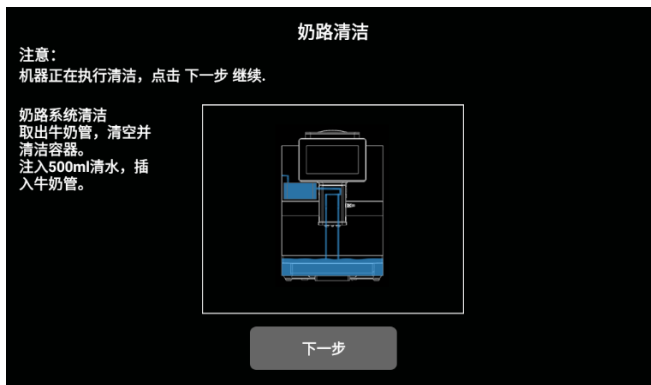 奶路清洁
注意：
机器正在执行清洁，点击 下一步 继续.
奶路系统清洁
取出牛奶管，清空并
清洁容器。
注入500ml清水，插
入牛奶管。
下一步